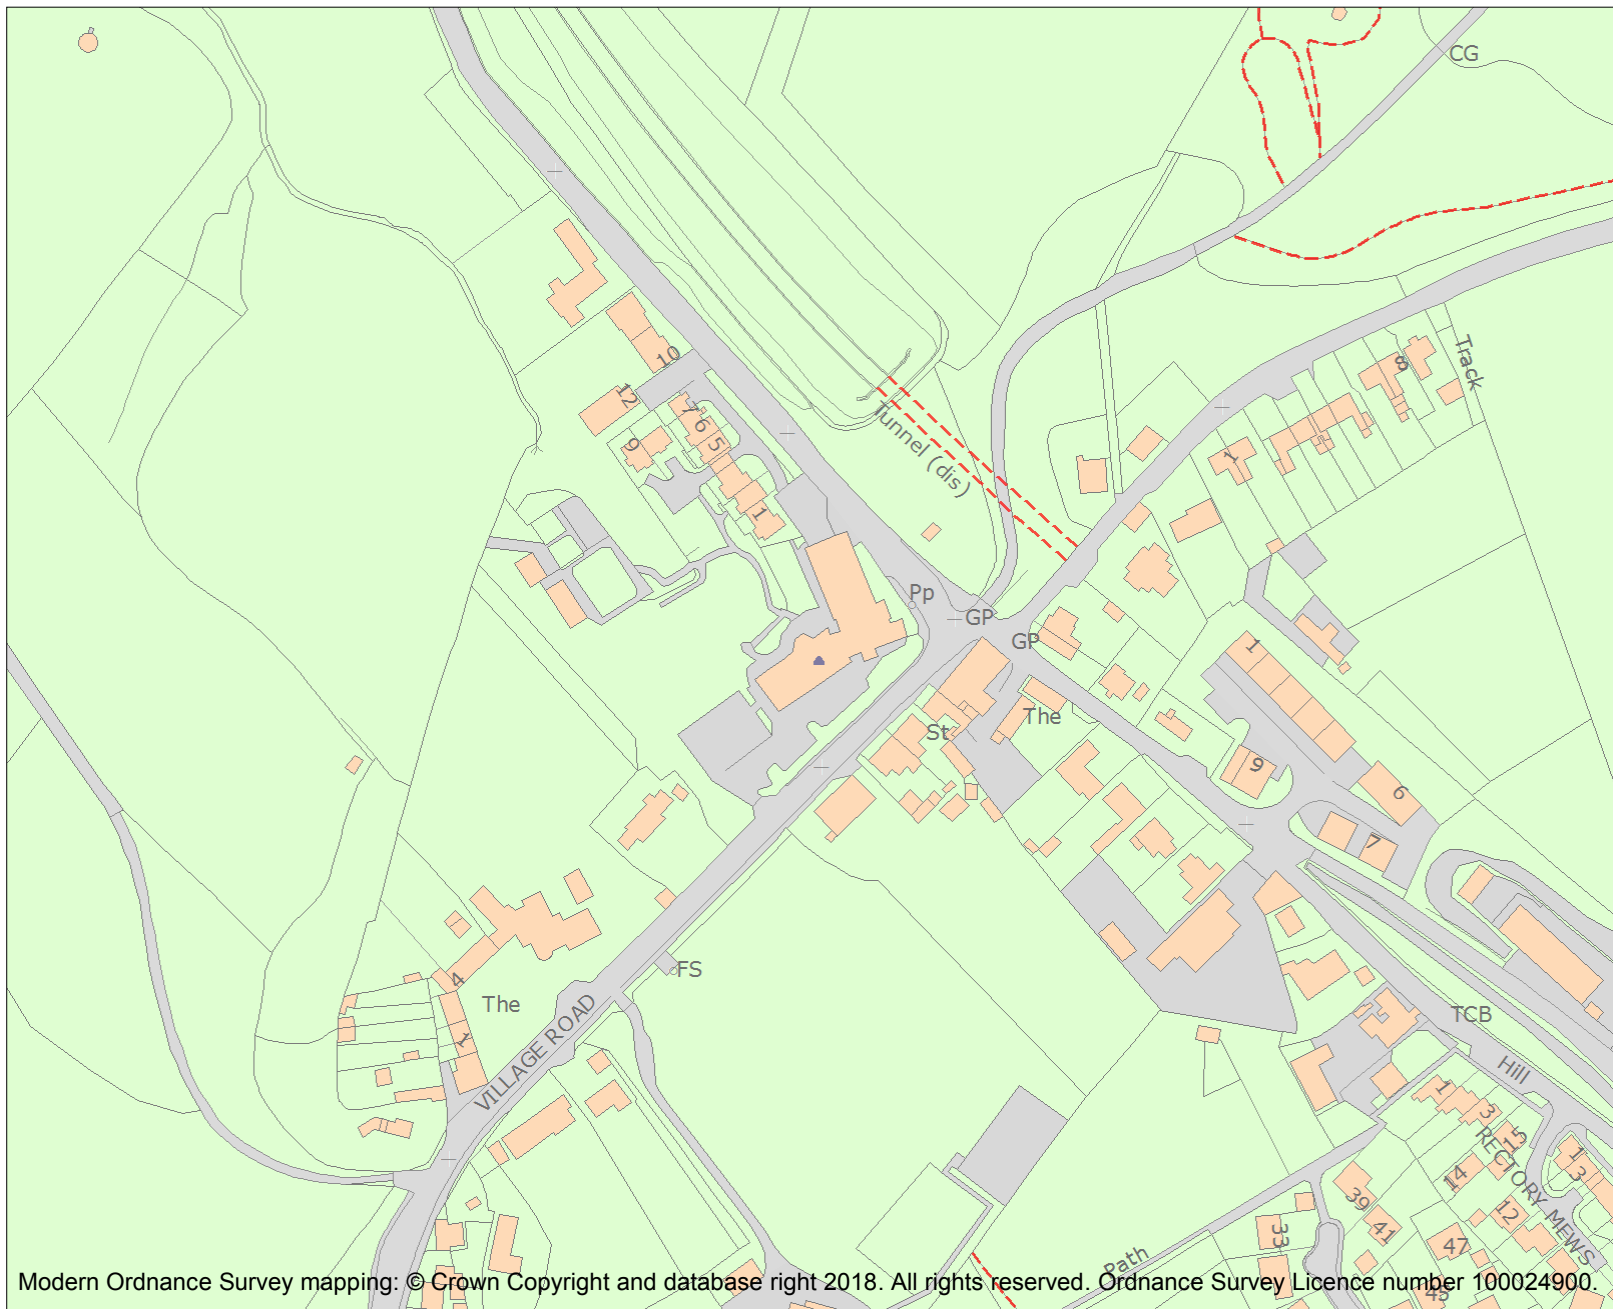 CG
Track
8
10
12
7
6
5
9
1
1
Tunnel (dis)
Pp
GP
GP
1
St
The
9
6
7
FS
4
The
1
VILLAGE ROAD
TCB
Hill
1
3
15
RECTORY MEWS
14
12
1
3
39
41
33
47
45
Path
Modern Ordnance Survey mapping: © Crown Copyright and database right 2018. All rights reserved. Ordnance Survey Licence number 100024900.